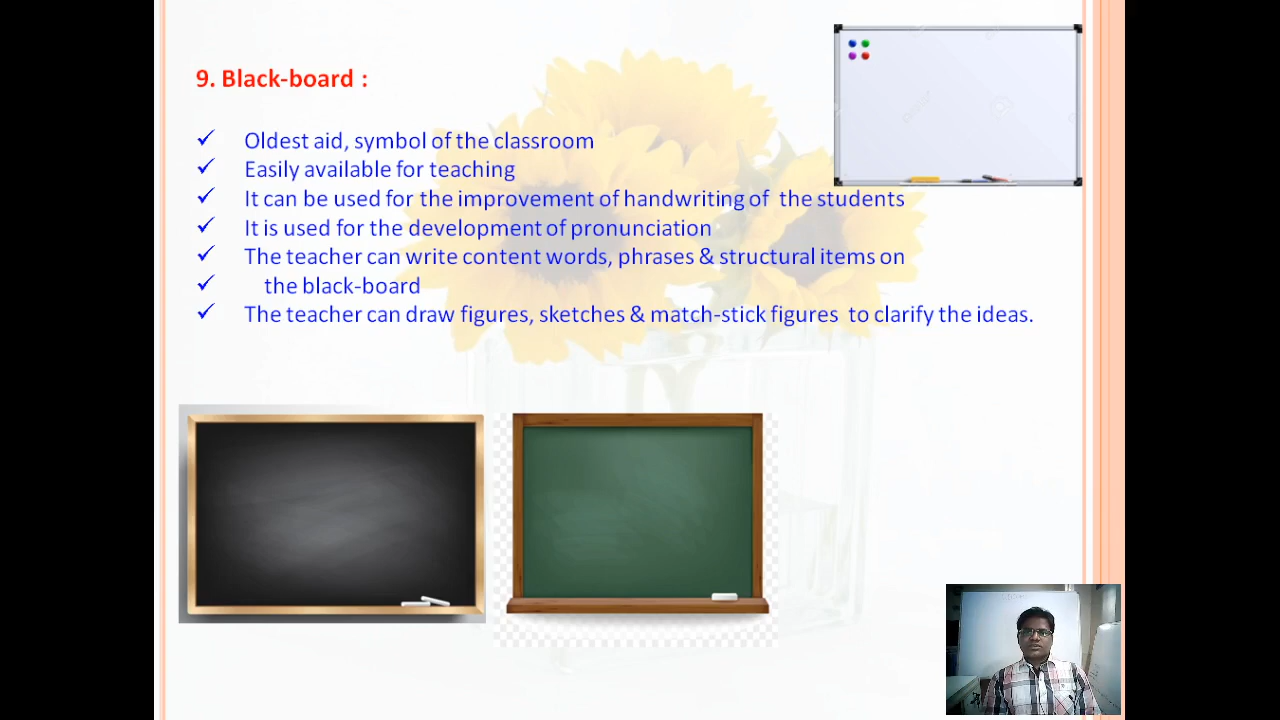 9. Black-board :
✓ Oldest aid, symbol of the classroom
✓ Easily available for teaching
✓ It can be used for the improvement of handwriting of the students
✓ It is used for the development of pronunciation
✓ The teacher can write content words, phrases & structural items on
✓ the black-board
✓ The teacher can draw figures, sketches & match-stick figures to clarify the ideas.